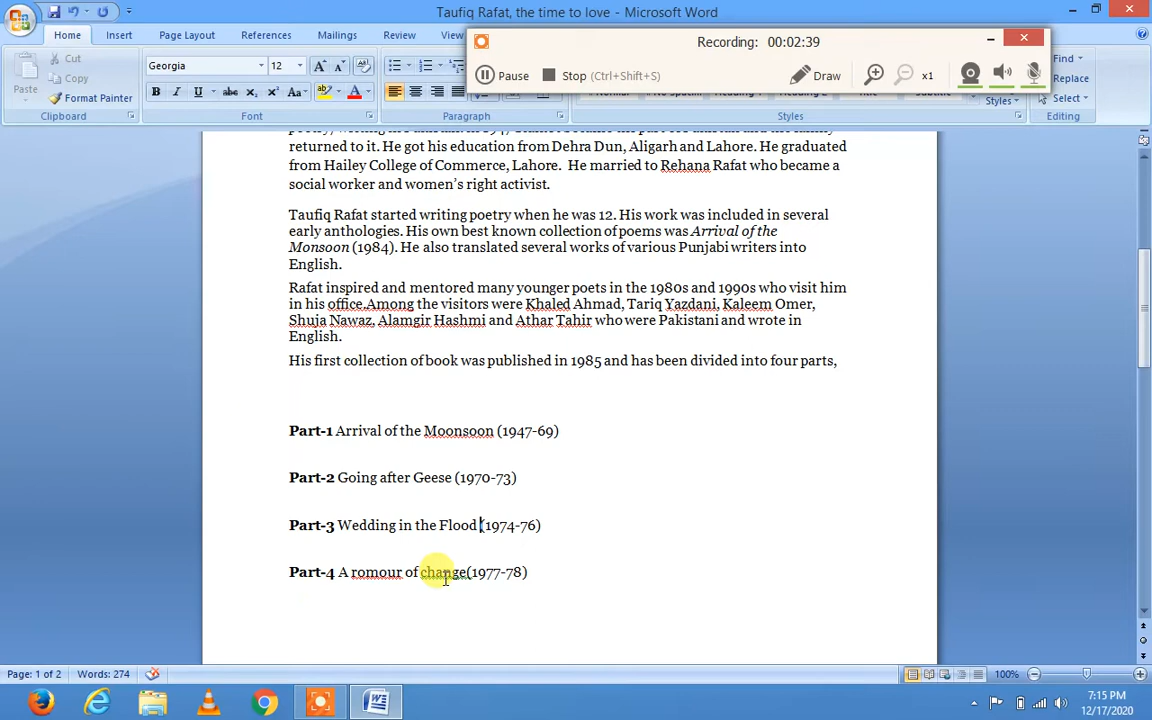 Taufiq Rafat, the time to love - Microsoft Word
Home Insert Page Layout References Mailings Review View
Recording: 00:02:39
Pause Stop (Ctrl+Shift+S) Draw x1
Cut
Copy
Paste
Format Painter
Georgia 12
Find
Replace
Select
Styles
Clipboard Font Paragraph Styles Editing
returned to it. He got his education from Dehra Dun, Aligarh and Lahore. He graduated
from Hailey College of Commerce, Lahore. He married to Rehana Rafat who became a
social worker and women's right activist.
Taufiq Rafat started writing poetry when he was 12. His work was included in several
early anthologies. His own best known collection of poems was Arrival of the
Monsoon (1984). He also translated several works of various Punjabi writers into
English.
Rafat inspired and mentored many younger poets in the 1980s and 1990s who visit him
in his office.Among the visitors were Khaled Ahmad, Tariq Yazdani, Kaleem Omer,
Shuja Nawaz, Alamgir Hashmi and Athar Tahir who were Pakistani and wrote in
English.
His first collection of book was published in 1985 and has been divided into four parts,
Part-1 Arrival of the Moonsoon (1947-69)
Part-2 Going after Geese (1970-73)
Part-3 Wedding in the Flood (1974-76)
Part-4 A romour of change(1977-78)
Page: 1 of 2 Words: 274 100%
7:15 PM
12/17/2020